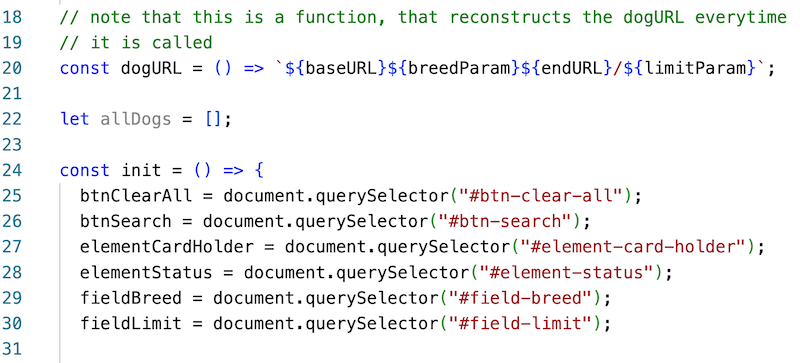 18 // note that this is a function, that reconstructs the dogURL everytime
19 // it is called
20 const dogURL = () => `${baseURL}${breedParam}${endURL}/${limitParam}`;
21
22 let allDogs = [];
23
24 const init = () => {
25 btnClearAll = document.querySelector("#btn-clear-all");
26 btnSearch = document.querySelector("#btn-search");
27 elementCardHolder = document.querySelector("#element-card-holder");
28 elementStatus = document.querySelector("#element-status");
29 fieldBreed = document.querySelector("#field-breed");
30 fieldLimit = document.querySelector("#field-limit");
31